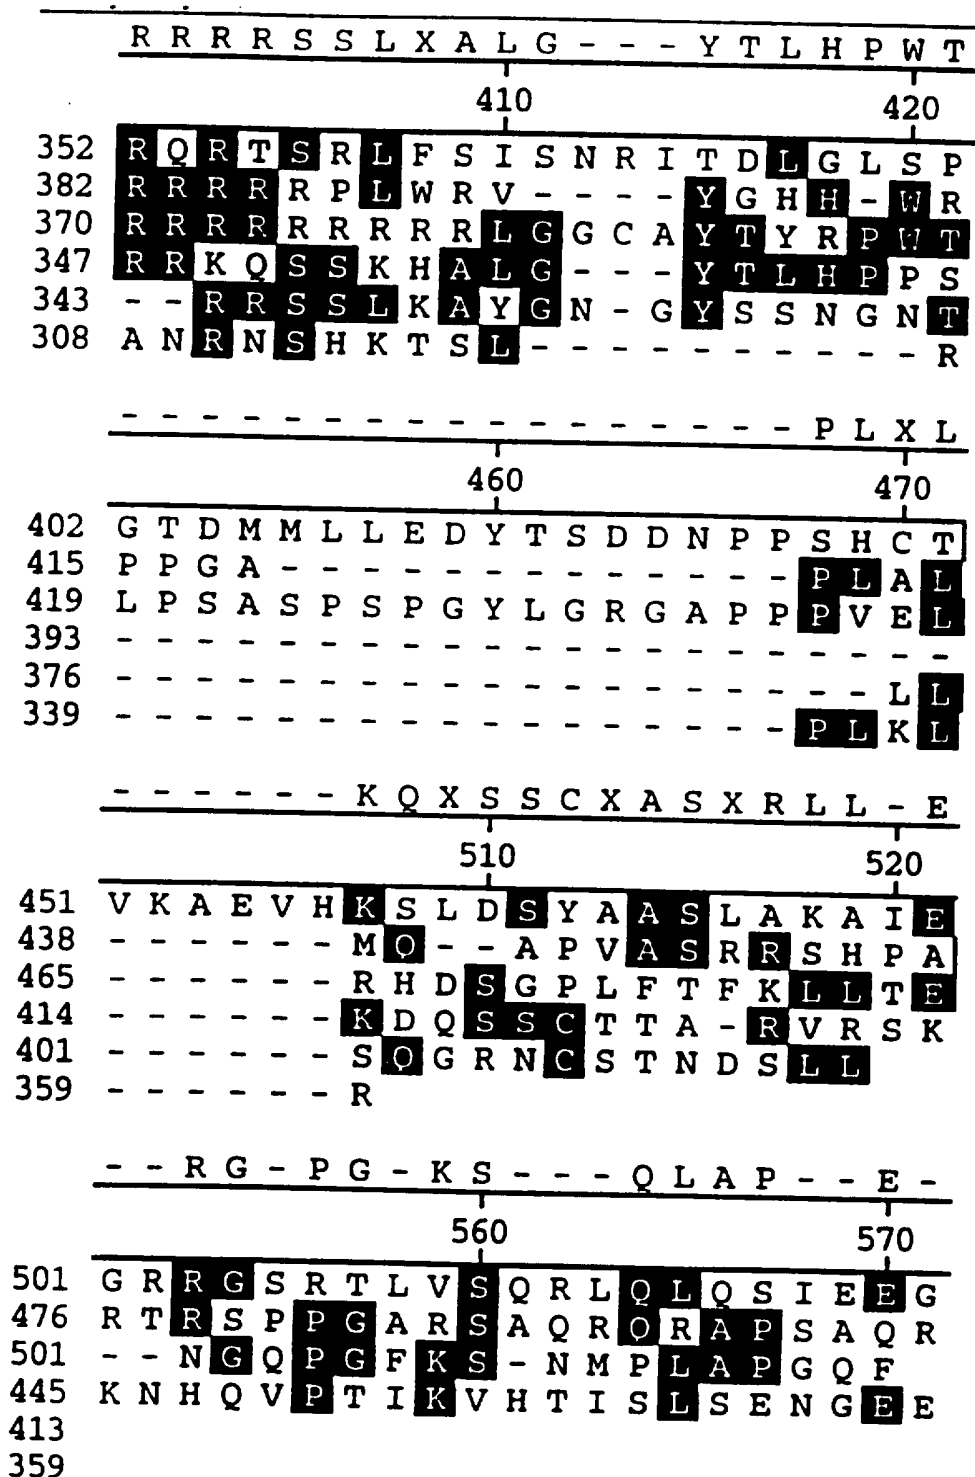 R R R R S S L X A L G - - - Y T L H P W T
410 420
352 R Q R T S R L F S I S N R I T D L G L S P
382 R R R R R P L W R V - - - - Y G H H - W R
370 R R R R R R R R R L G G C A Y T Y R P W T
347 R R K Q S S K H A L G - - - Y T L H P P S
343 - - R R S S L K A Y G N - G Y S S N G N T
308 A N R N S H K T S L - - - - - - - - - - R
- - - - - - - - - - - - - - - - - P L X L
460 470
402 G T D M M L L E D Y T S D D N P P S H C T
415 P P G A - - - - - - - - - - - - - P L A L
419 L P S A S P S P G Y L G R G A P P P V E L
393 - - - - - - - - - - - - - - - - - - - - -
376 - - - - - - - - - - - - - - - - - - - L L
339 - - - - - - - - - - - - - - - - - P L K L
- - - - - - K Q X S S C X A S X R L L - E
510 520
451 V K A E V H K S L D S Y A A S L A K A I E
438 - - - - - - M Q - - A P V A S R R S H P A
465 - - - - - - R H D S G P L F T F K L L T E
414 - - - - - - K D Q S S C T T A - R V R S K
401 - - - - - - S Q G R N C S T N D S L L
359 - - - - - - R
- - R G - P G - K S - - - Q L A P - - E -
560 570
501 G R R G S R T L V S Q R L Q L Q S I E E G
476 R T R S P P G A R S A Q R Q R A P S A Q R
501 - - N G Q P G F K S - N M P L A P G Q F
445 K N H Q V P T I K V H T I S L S E N G E E
413
359